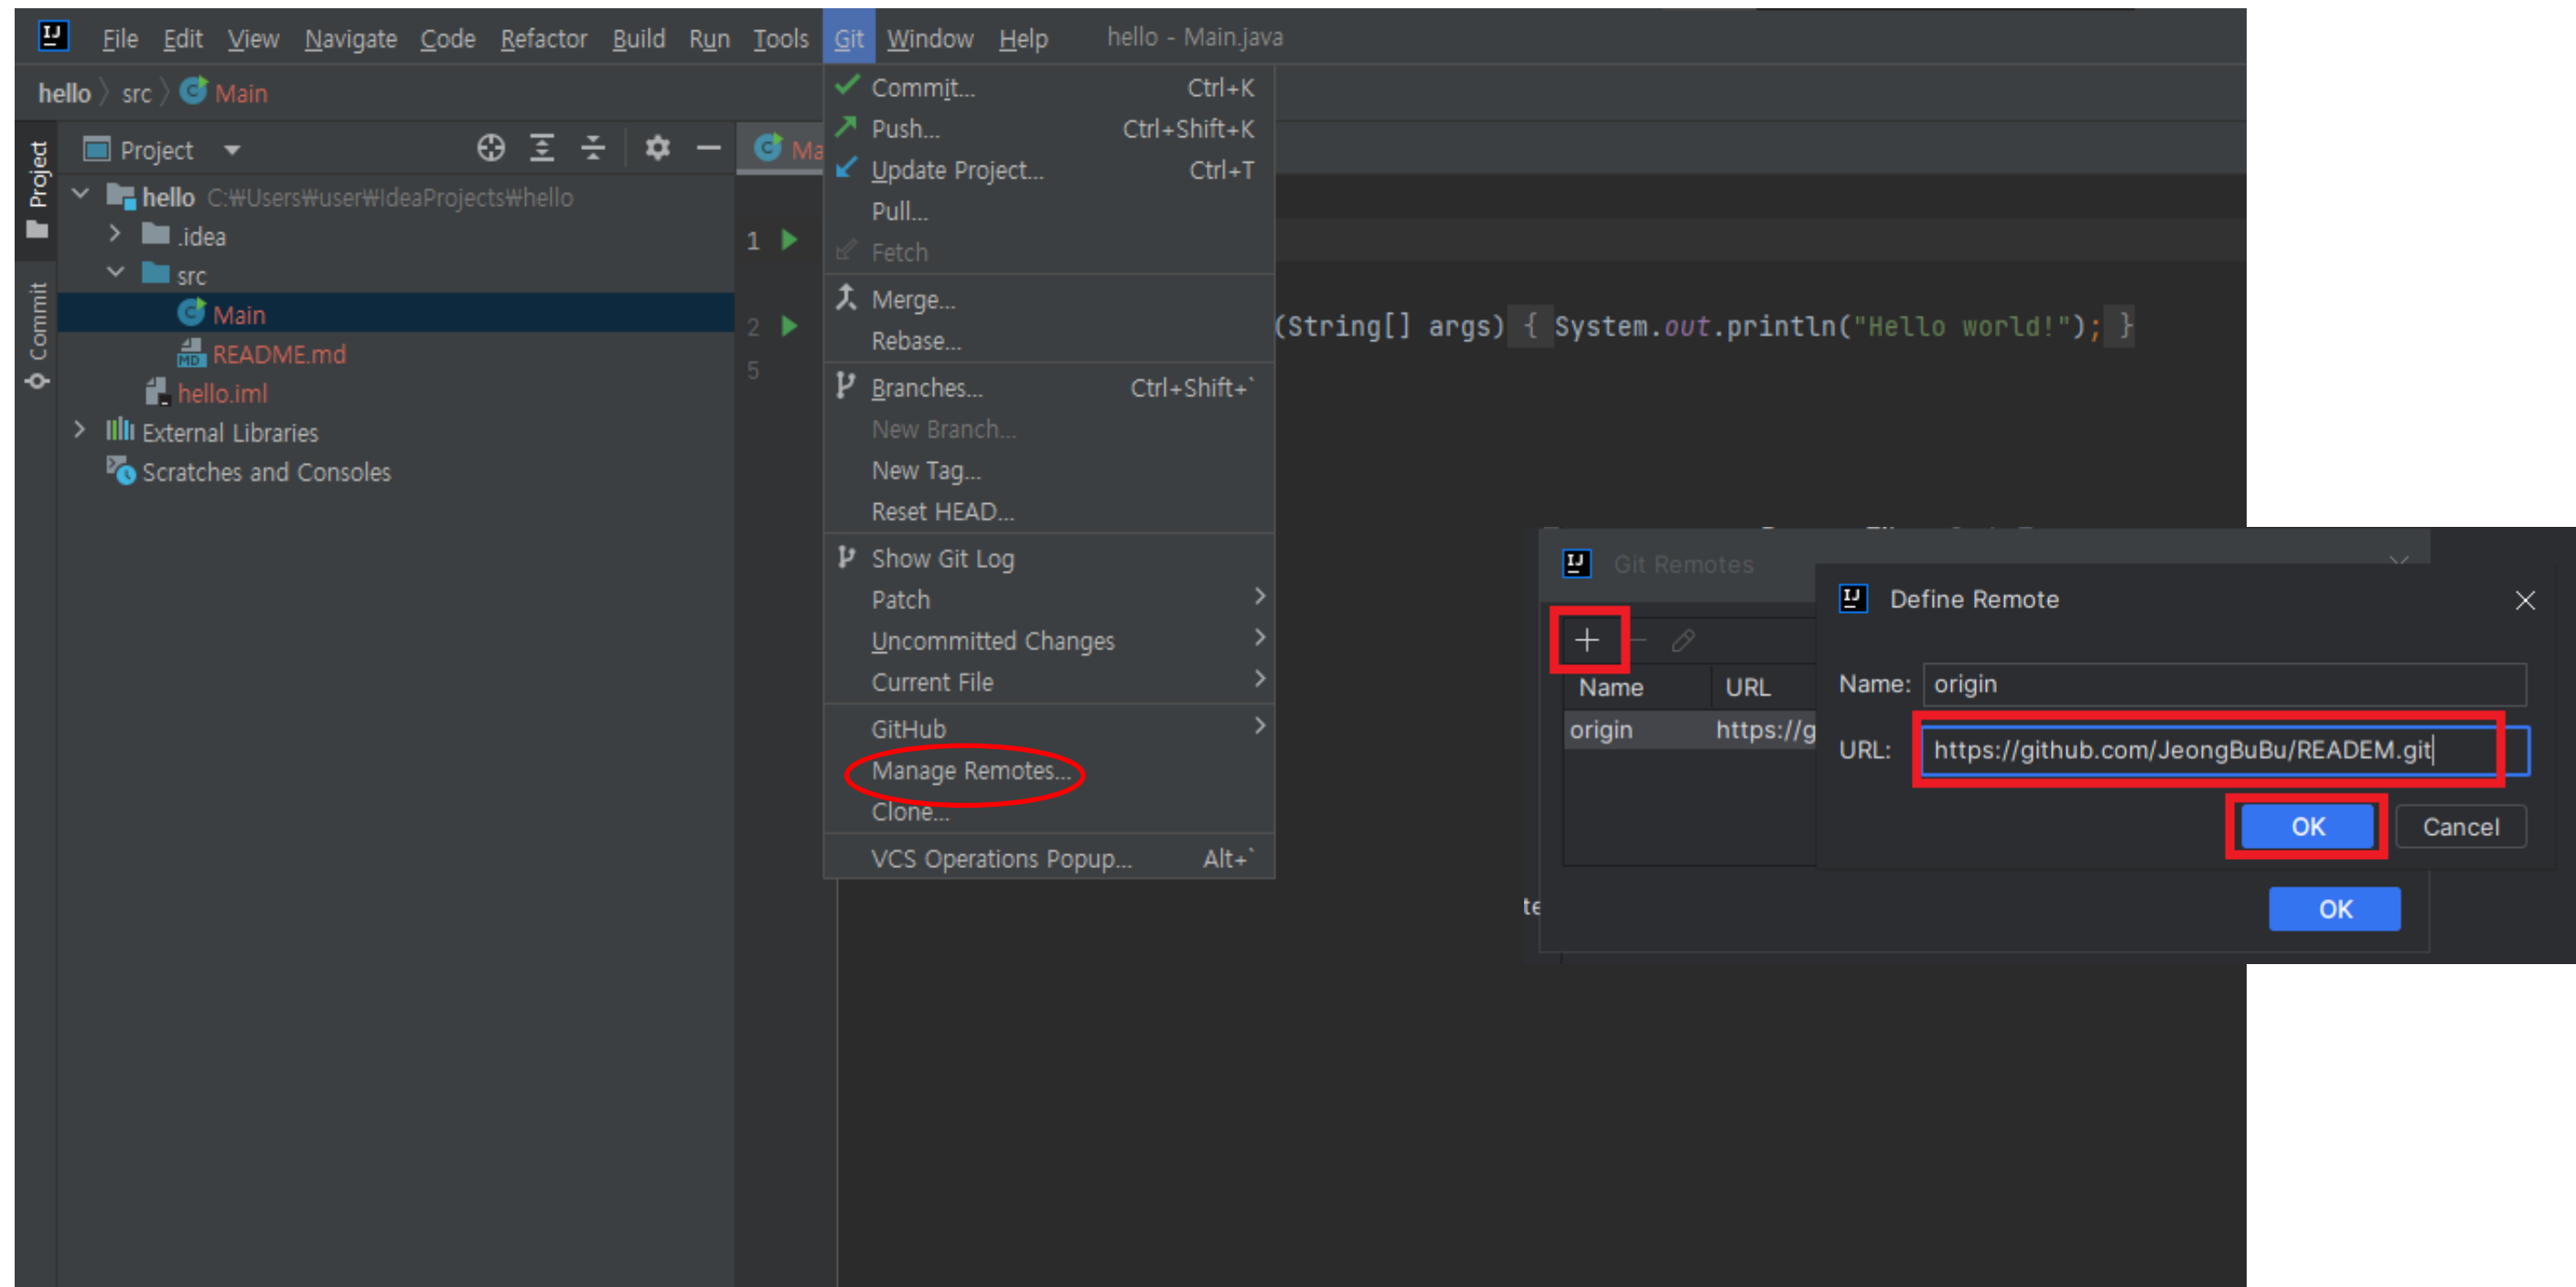 File Edit View Navigate Code Refactor Build Run Tools Git Window Help hello - Main.java
hello src Main
Project
Commit
Project
hello C:₩Users₩user₩IdeaProjects₩hello
.idea
src
Main
README.md
hello.iml
External Libraries
Scratches and Consoles
Commit... Ctrl+K
Push... Ctrl+Shift+K
Update Project... Ctrl+T
Pull...
Fetch
Merge...
Rebase...
Branches... Ctrl+Shift+`
New Branch...
New Tag...
Reset HEAD...
Show Git Log
Patch
Uncommitted Changes
Current File
GitHub
Manage Remotes...
Clone...
VCS Operations Popup... Alt+`
1
2 (String[] args) { System.out.println("Hello world!"); }
5
Git Remotes
Name URL
origin https://g
OK
Define Remote
Name: origin
URL: https://github.com/JeongBuBu/READEM.git
OK Cancel